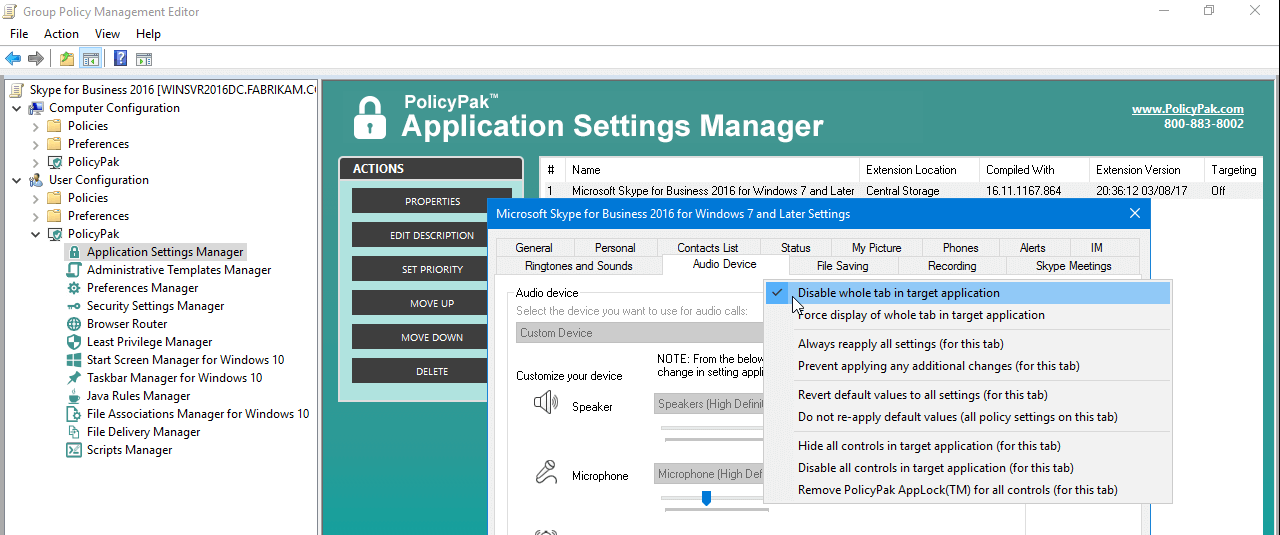 Group Policy Management Editor
File Action View Help
Skype for Business 2016 [WINSVR2016DC.FABRIKAM.C
Computer Configuration
Policies
Preferences
PolicyPak
User Configuration
Policies
Preferences
PolicyPak
Application Settings Manager
Administrative Templates Manager
Preferences Manager
Security Settings Manager
Browser Router
Least Privilege Manager
Start Screen Manager for Windows 10
Taskbar Manager for Windows 10
Java Rules Manager
File Associations Manager for Windows 10
File Delivery Manager
Scripts Manager
PolicyPak™
Application Settings Manager
www.PolicyPak.com
800-883-8002
ACTIONS
PROPERTIES
EDIT DESCRIPTION
SET PRIORITY
MOVE UP
MOVE DOWN
DELETE
# Name Extension Location Compiled With Extension Version Targeting
1 Microsoft Skype for Business 2016 for Windows 7 and Later Central Storage 16.11.1167.864 20:36:12 03/08/17 Off
Microsoft Skype for Business 2016 for Windows 7 and Later Settings
General Personal Contacts List Status My Picture Phones Alerts IM
Ringtones and Sounds Audio Device File Saving Recording Skype Meetings
Audio device
Select the device you want to use for audio calls:
Custom Device
NOTE: From the below
change in setting appli
Customize your device
Speaker
Speakers (High Definit
Microphone
Microphone (High Def
Disable whole tab in target application
Force display of whole tab in target application
Always reapply all settings (for this tab)
Prevent applying any additional changes (for this tab)
Revert default values to all settings (for this tab)
Do not re-apply default values (all policy settings on this tab)
Hide all controls in target application (for this tab)
Disable all controls in target application (for this tab)
Remove PolicyPak AppLock(TM) for all controls (for this tab)